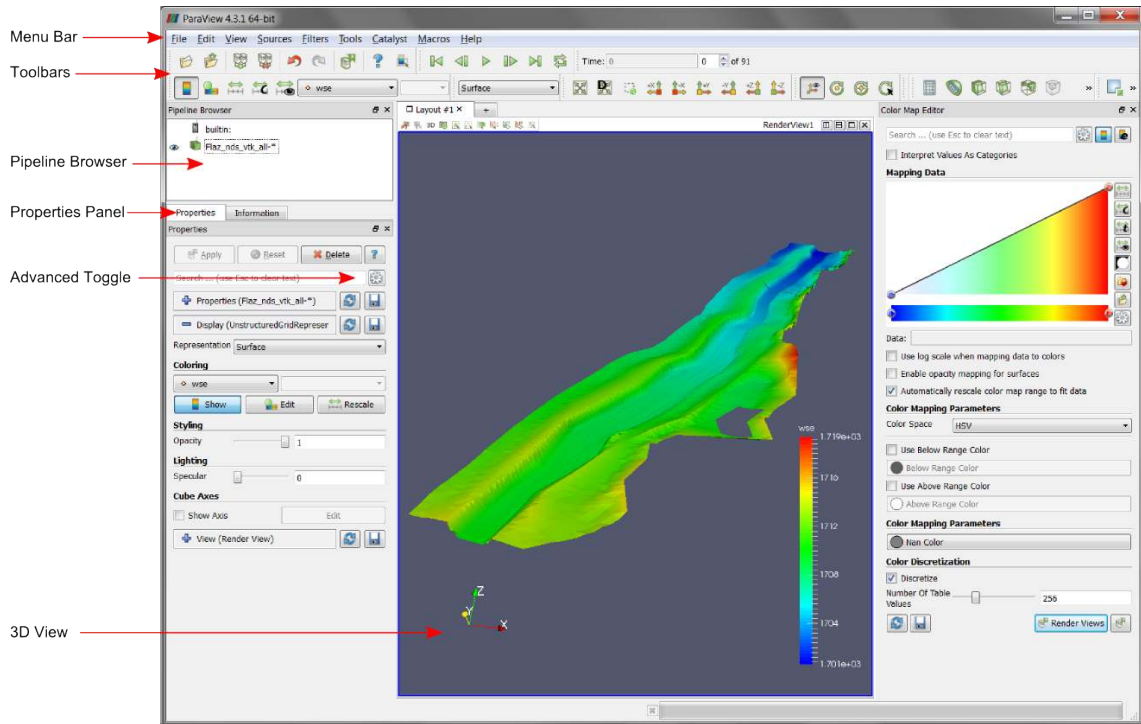 ParaView 4.3.1 64-bit
Menu Bar
File Edit View Sources Filters Tools Catalyst Macros Help
Toolbars
Time: 0 0 of 91
wse Surface
Pipeline Browser
Layout #1
Color Map Editor
3D
RenderView1
builtin:
Flaz_nds_vtk_all-*
Pipeline Browser
Search ... (use Esc to clear text)
Interpret Values As Categories
Mapping Data
Properties Panel
Properties Information
Properties
Apply Reset Delete ?
Advanced Toggle
Search ... (use Esc to clear text)
Properties (Flaz_nds_vtk_all-*)
Display (UnstructuredGridRepreser
Representation Surface
Coloring
wse
Show Edit Rescale
Styling
Opacity 1
Lighting
Specular 0
Cube Axes
Show Axis Edit
View (Render View)
3D View
wse
1.719e+03
1716
1712
1708
1704
1.701e+03
Z
Y
X
Data:
Use log scale when mapping data to colors
Enable opacity mapping for surfaces
Automatically rescale color map range to fit data
Color Mapping Parameters
Color Space HSV
Use Below Range Color
Below Range Color
Use Above Range Color
Above Range Color
Color Mapping Parameters
Nan Color
Color Discretization
Discretize
Number Of Table Values 256
Render Views